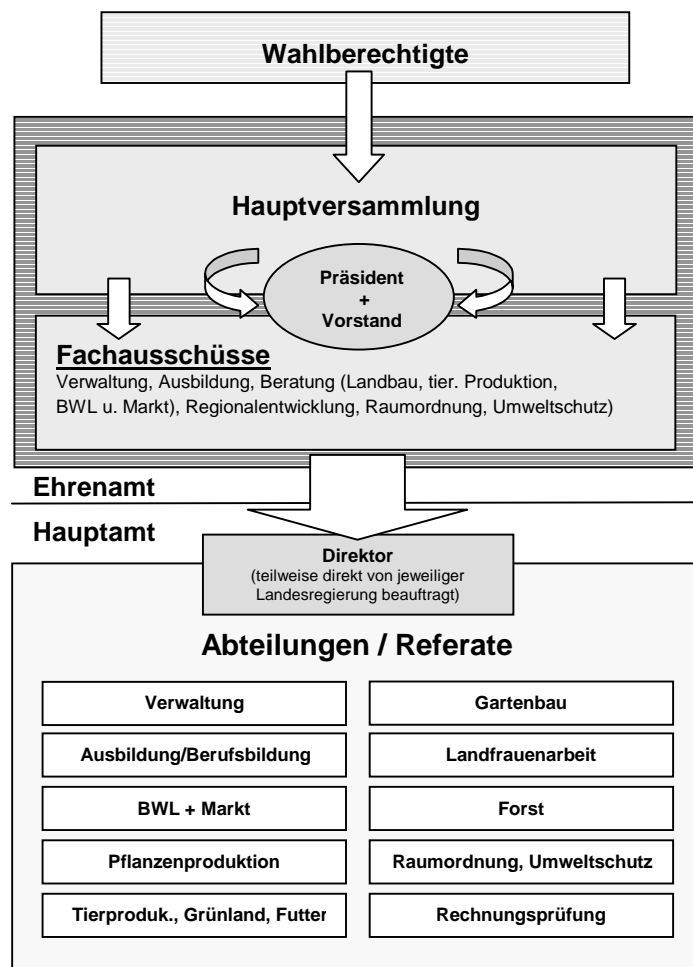 Wahlberechtigte
Hauptversammlung
Präsident
+
Vorstand
Fachausschüsse
Verwaltung, Ausbildung, Beratung (Landbau, tier. Produktion,
BWL u. Markt), Regionalentwicklung, Raumordnung, Umweltschutz)
Ehrenamt
Hauptamt
Direktor
(teilweise direkt von jeweiliger
Landesregierung beauftragt)
Abteilungen / Referate
Verwaltung
Gartenbau
Ausbildung/Berufsbildung
Landfrauenarbeit
BWL + Markt
Forst
Pflanzenproduktion
Raumordnung, Umweltschutz
Tierproduk., Grünland, Futter
Rechnungsprüfung